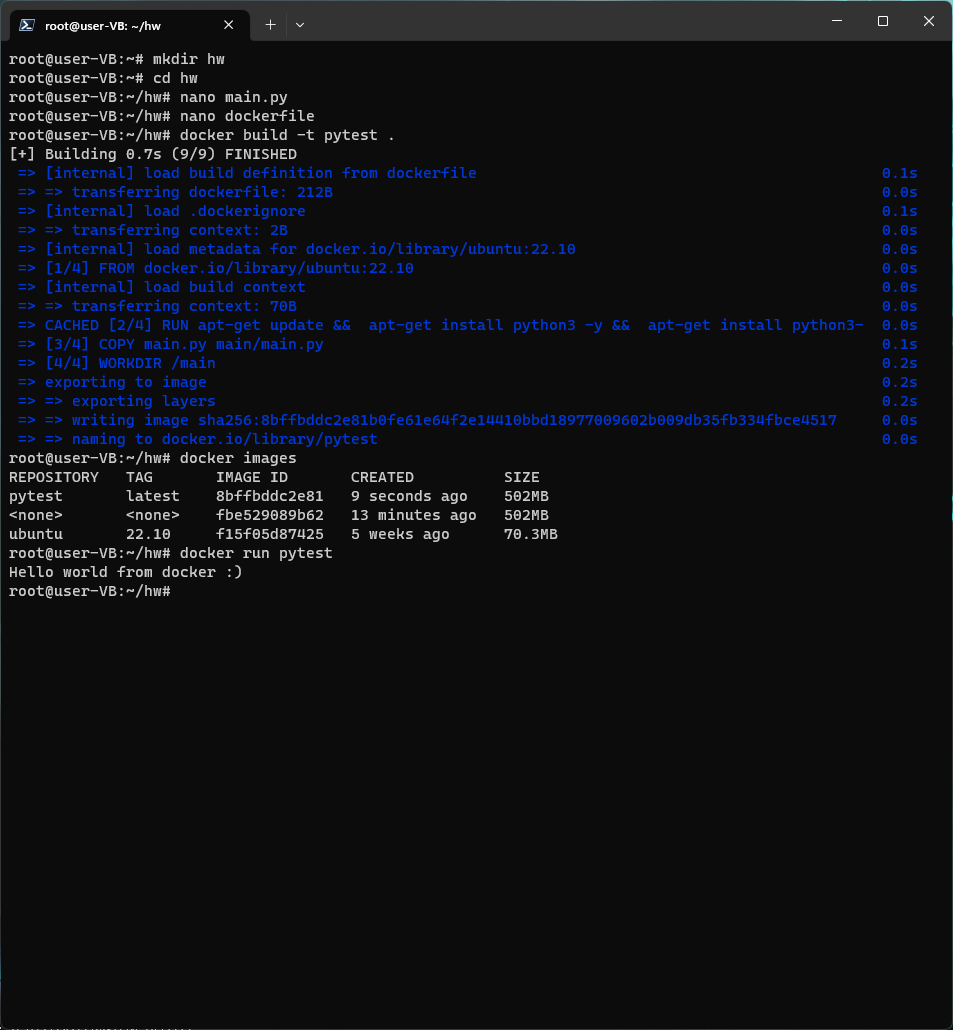 root@user-VB: ~/hw
root@user-VB:~# mkdir hw
root@user-VB:~# cd hw
root@user-VB:~/hw# nano main.py
root@user-VB:~/hw# nano dockerfile
root@user-VB:~/hw# docker build -t pytest .
[+] Building 0.7s (9/9) FINISHED
=> [internal] load build definition from dockerfile 0.1s
=> => transferring dockerfile: 212B 0.0s
=> [internal] load .dockerignore 0.1s
=> => transferring context: 2B 0.0s
=> [internal] load metadata for docker.io/library/ubuntu:22.10 0.0s
=> [1/4] FROM docker.io/library/ubuntu:22.10 0.0s
=> [internal] load build context 0.0s
=> => transferring context: 70B 0.0s
=> CACHED [2/4] RUN apt-get update &&  apt-get install python3 -y &&  apt-get install python3- 0.0s
=> [3/4] COPY main.py main/main.py 0.1s
=> [4/4] WORKDIR /main 0.2s
=> exporting to image 0.2s
=> => exporting layers 0.2s
=> => writing image sha256:8bffbddc2e81b0fe61e64f2e14410bbd18977009602b009db35fb334fbce4517 0.0s
=> => naming to docker.io/library/pytest 0.0s
root@user-VB:~/hw# docker images
REPOSITORY TAG IMAGE ID CREATED SIZE
pytest latest 8bffbddc2e81 9 seconds ago 502MB
<none> <none> fbe529089b62 13 minutes ago 502MB
ubuntu 22.10 f15f05d87425 5 weeks ago 70.3MB
root@user-VB:~/hw# docker run pytest
Hello world from docker :)
root@user-VB:~/hw#